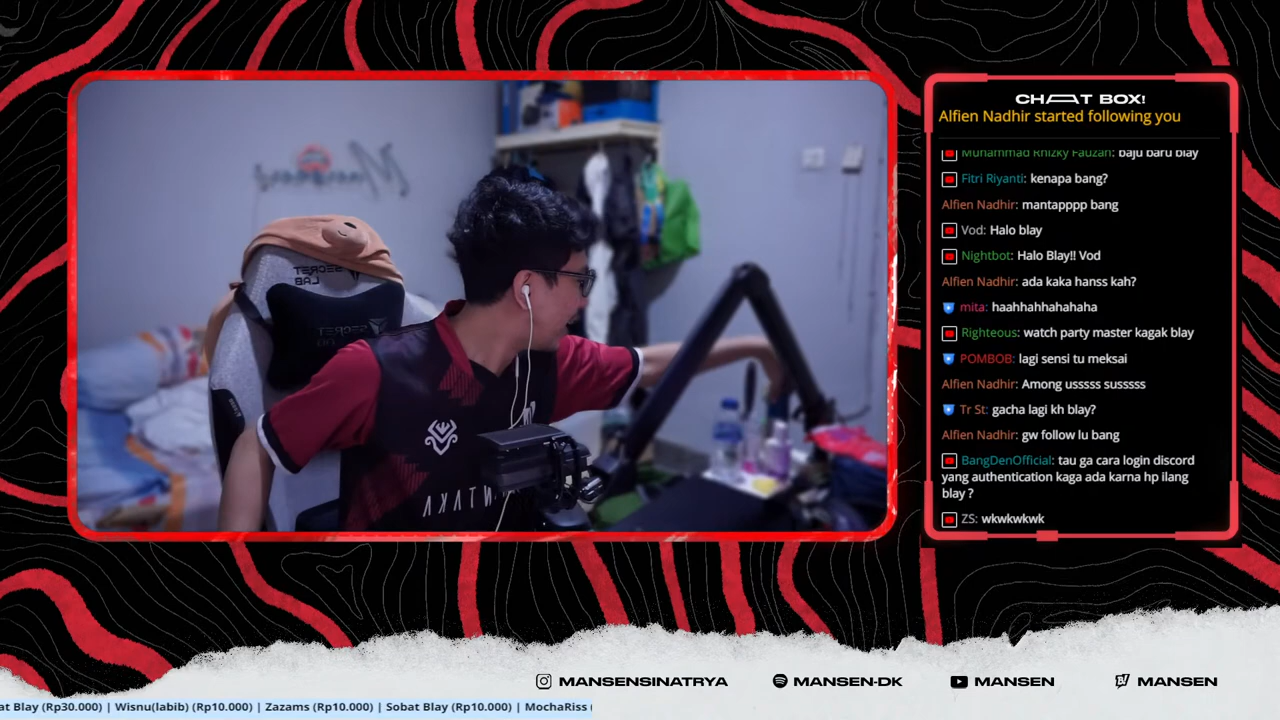 CHAT BOX!
Alfien Nadhir started following you
Muhammad Rhizky Fauzan: baju baru blay
Fitri Riyanti: kenapa bang?
Alfien Nadhir: mantapppp bang
Vod: Halo blay
Nightbot: Halo Blay!! Vod
Alfien Nadhir: ada kaka hanss kah?
mita: haahhahhahahaha
Righteous: watch party master kagak blay
POMBOB: lagi sensi tu meksai
Alfien Nadhir: Among usssss susssss
Tr St: gacha lagi kh blay?
Alfien Nadhir: gw follow lu bang
BangDenOfficial: tau ga cara login discord
yang authentication kaga ada karna hp ilang
blay ?
ZS: wkwkwkwk
SECRET
LAB
SECRET
MANSENSINATRYA
MANSEN-DK
MANSEN
MANSEN
at Blay (Rp30.000) | Wisnu(labib) (Rp10.000) | Zazams (Rp10.000) | Sobat Blay (Rp10.000) | MochaRiss (